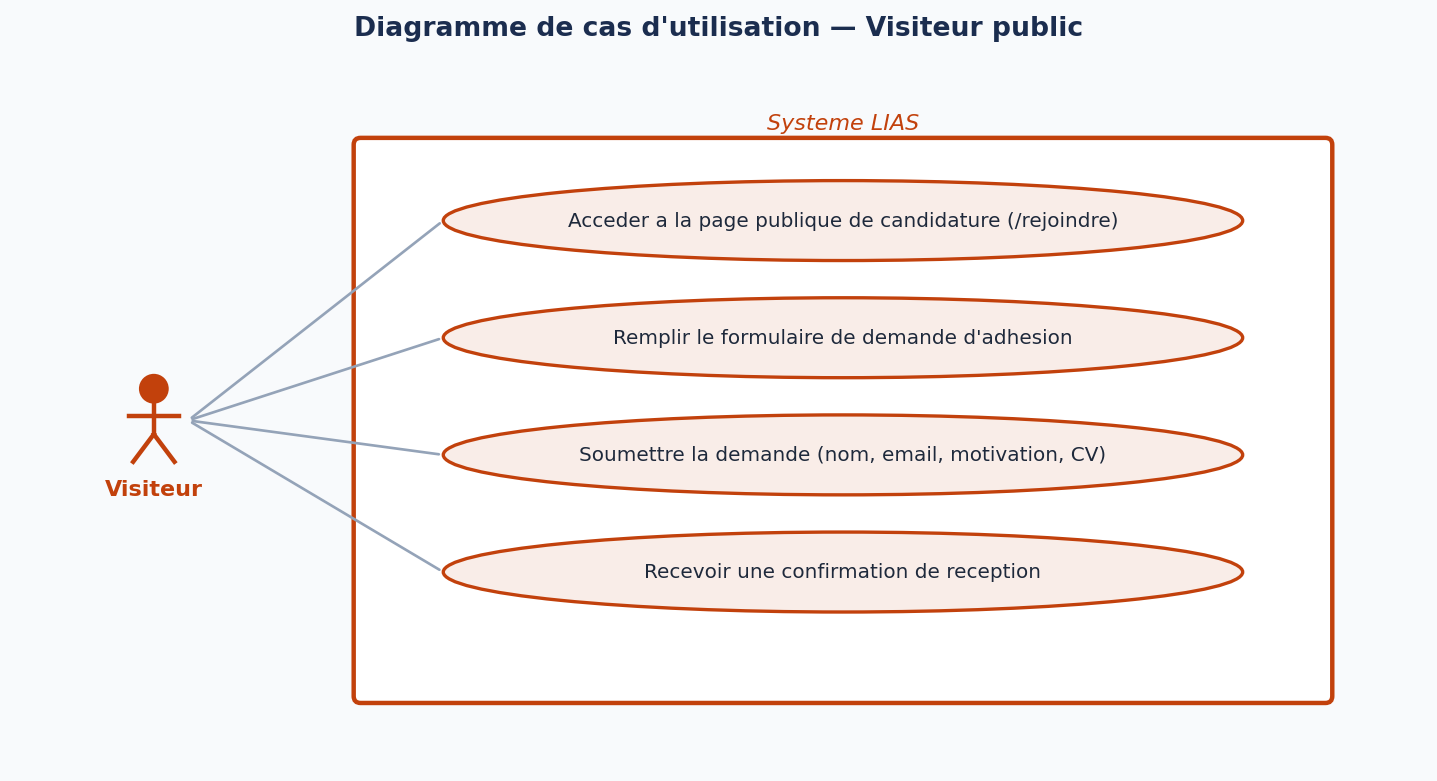 Diagramme de cas d'utilisation — Visiteur public
Systeme LIAS
Acceder a la page publique de candidature (/rejoindre)
Remplir le formulaire de demande d'adhesion
Soumettre la demande (nom, email, motivation, CV)
Visiteur
Recevoir une confirmation de reception